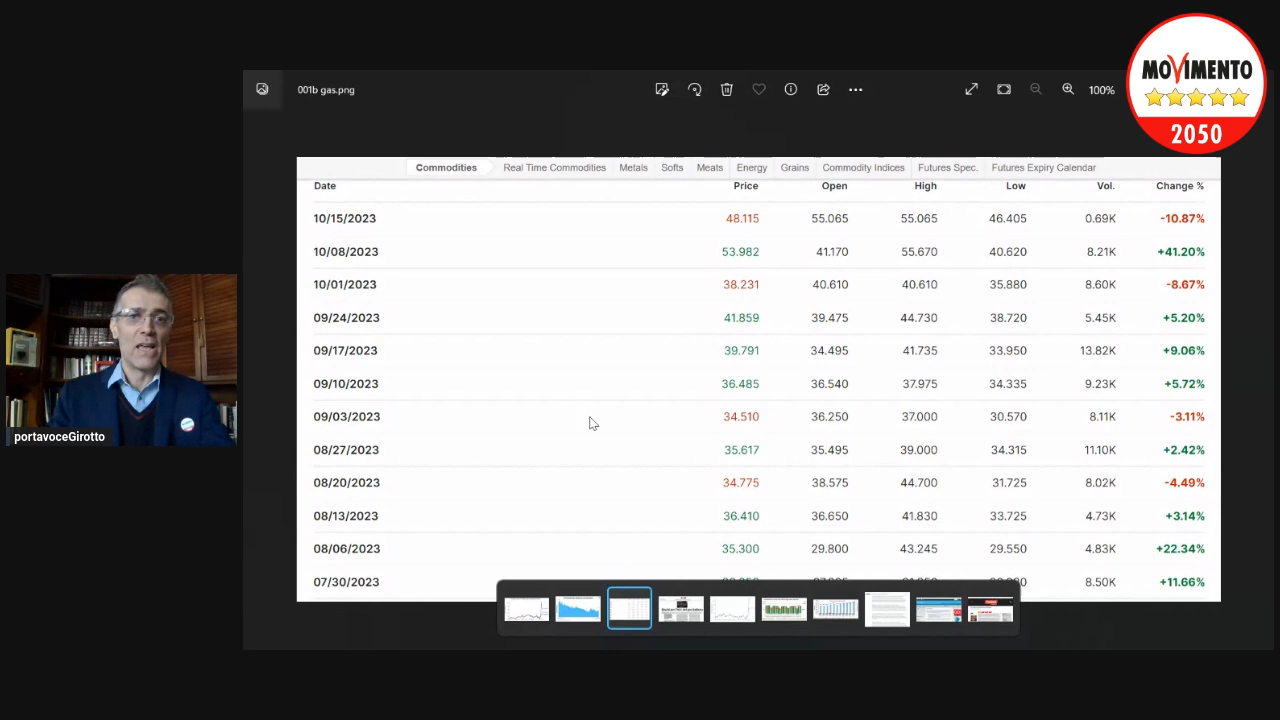 MOVIMENTO
2050
001b gas.png
100%
Commodities Real Time Commodities Metals Softs Meats Energy Grains Commodity Indices Futures Spec. Futures Expiry Calendar
Date Price Open High Low Vol. Change %
10/15/2023 48.115 55.065 55.065 46.405 0.69K -10.87%
10/08/2023 53.982 41.170 55.670 40.620 8.21K +41.20%
10/01/2023 38.231 40.610 40.610 35.880 8.60K -8.67%
09/24/2023 41.859 39.475 44.730 38.720 5.45K +5.20%
09/17/2023 39.791 34.495 41.735 33.950 13.82K +9.06%
09/10/2023 36.485 36.540 37.975 34.335 9.23K +5.72%
09/03/2023 34.510 36.250 37.000 30.570 8.11K -3.11%
08/27/2023 35.617 35.495 39.000 34.315 11.10K +2.42%
08/20/2023 34.775 38.575 44.700 31.725 8.02K -4.49%
08/13/2023 36.410 36.650 41.830 33.725 4.73K +3.14%
08/06/2023 35.300 29.800 43.245 29.550 4.83K +22.34%
07/30/2023 8.50K +11.66%
portavoceGirotto